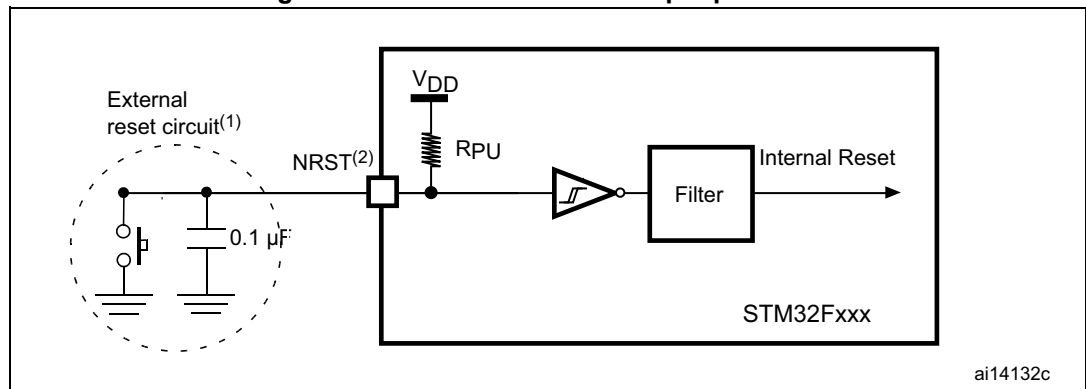 External
reset circuit(1)
NRST(2)
VDD
RPU
Filter
Internal Reset
0.1 µF
STM32Fxxx
ai14132c